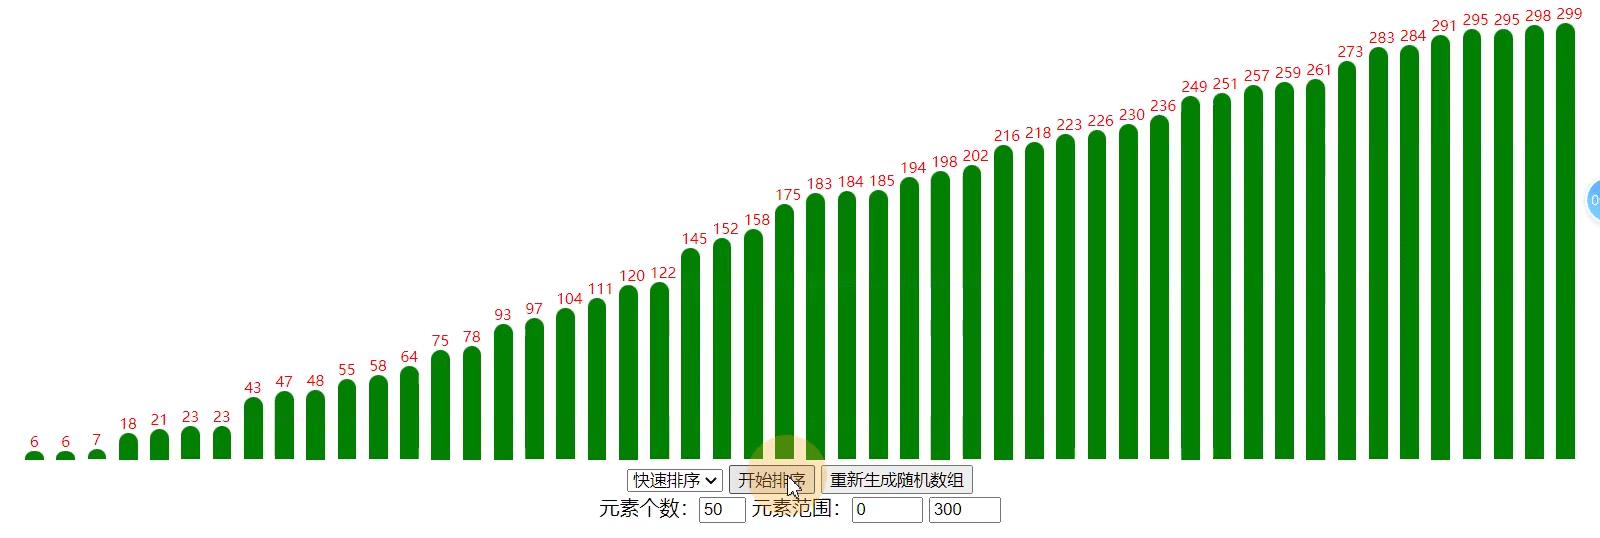 6 6 7 18 21 23 23 43 47 48 55 58 64 75 78 93 97 104 111 120 122 145 152 158 175 183 184 185 194 198 202 216 218 223 226 230 236 249 251 257 259 261 273 283 284 291 295 295 298 299
快速排序 开始排序 重新生成随机数组
元素个数：50 元素范围：0 300